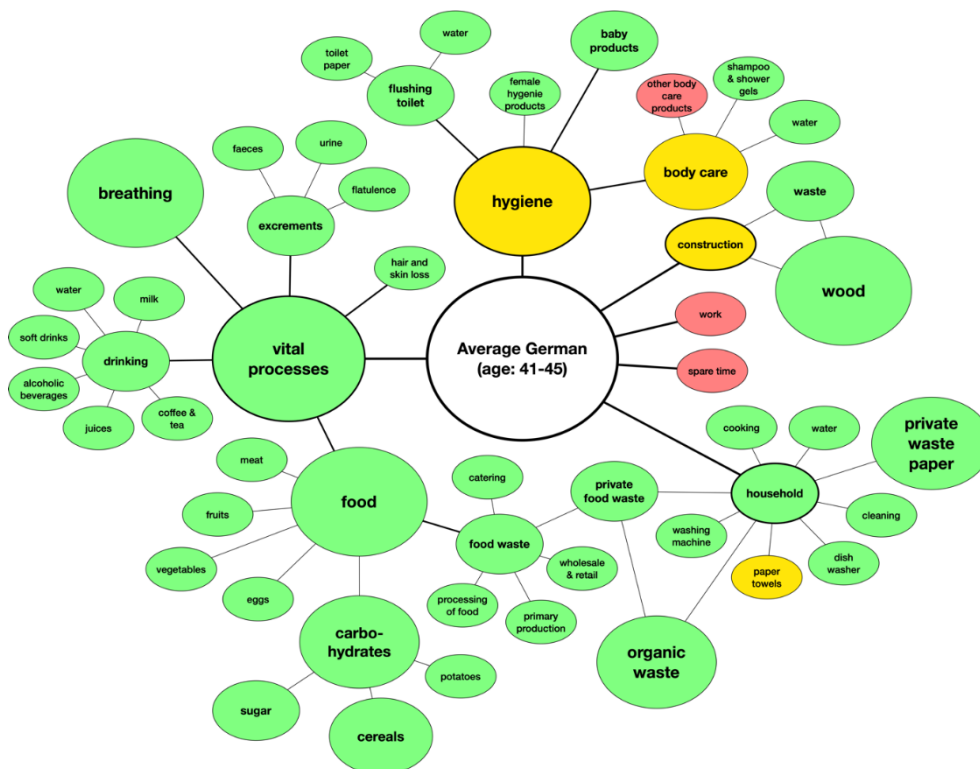 baby
products
water
toilet
paper
flushing
toilet
female
hygenie
products
other body
care
products
shampoo
& shower
gels
water
body care
urine
faeces
flatulence
excrements
breathing
hygiene
waste
construction
wood
hair and
skin loss
water
milk
soft drinks
drinking
alcoholic
beverages
juices
coffee &
tea
vital
processes
Average German
(age: 41-45)
work
spare time
cooking
water
private
waste
paper
household
cleaning
washing
machine
dish
washer
paper
towels
meat
fruits
food
vegetables
eggs
catering
private
food waste
food waste
wholesale
& retail
processing
of food
primary
production
organic
waste
carbo-
hydrates
potatoes
sugar
cereals